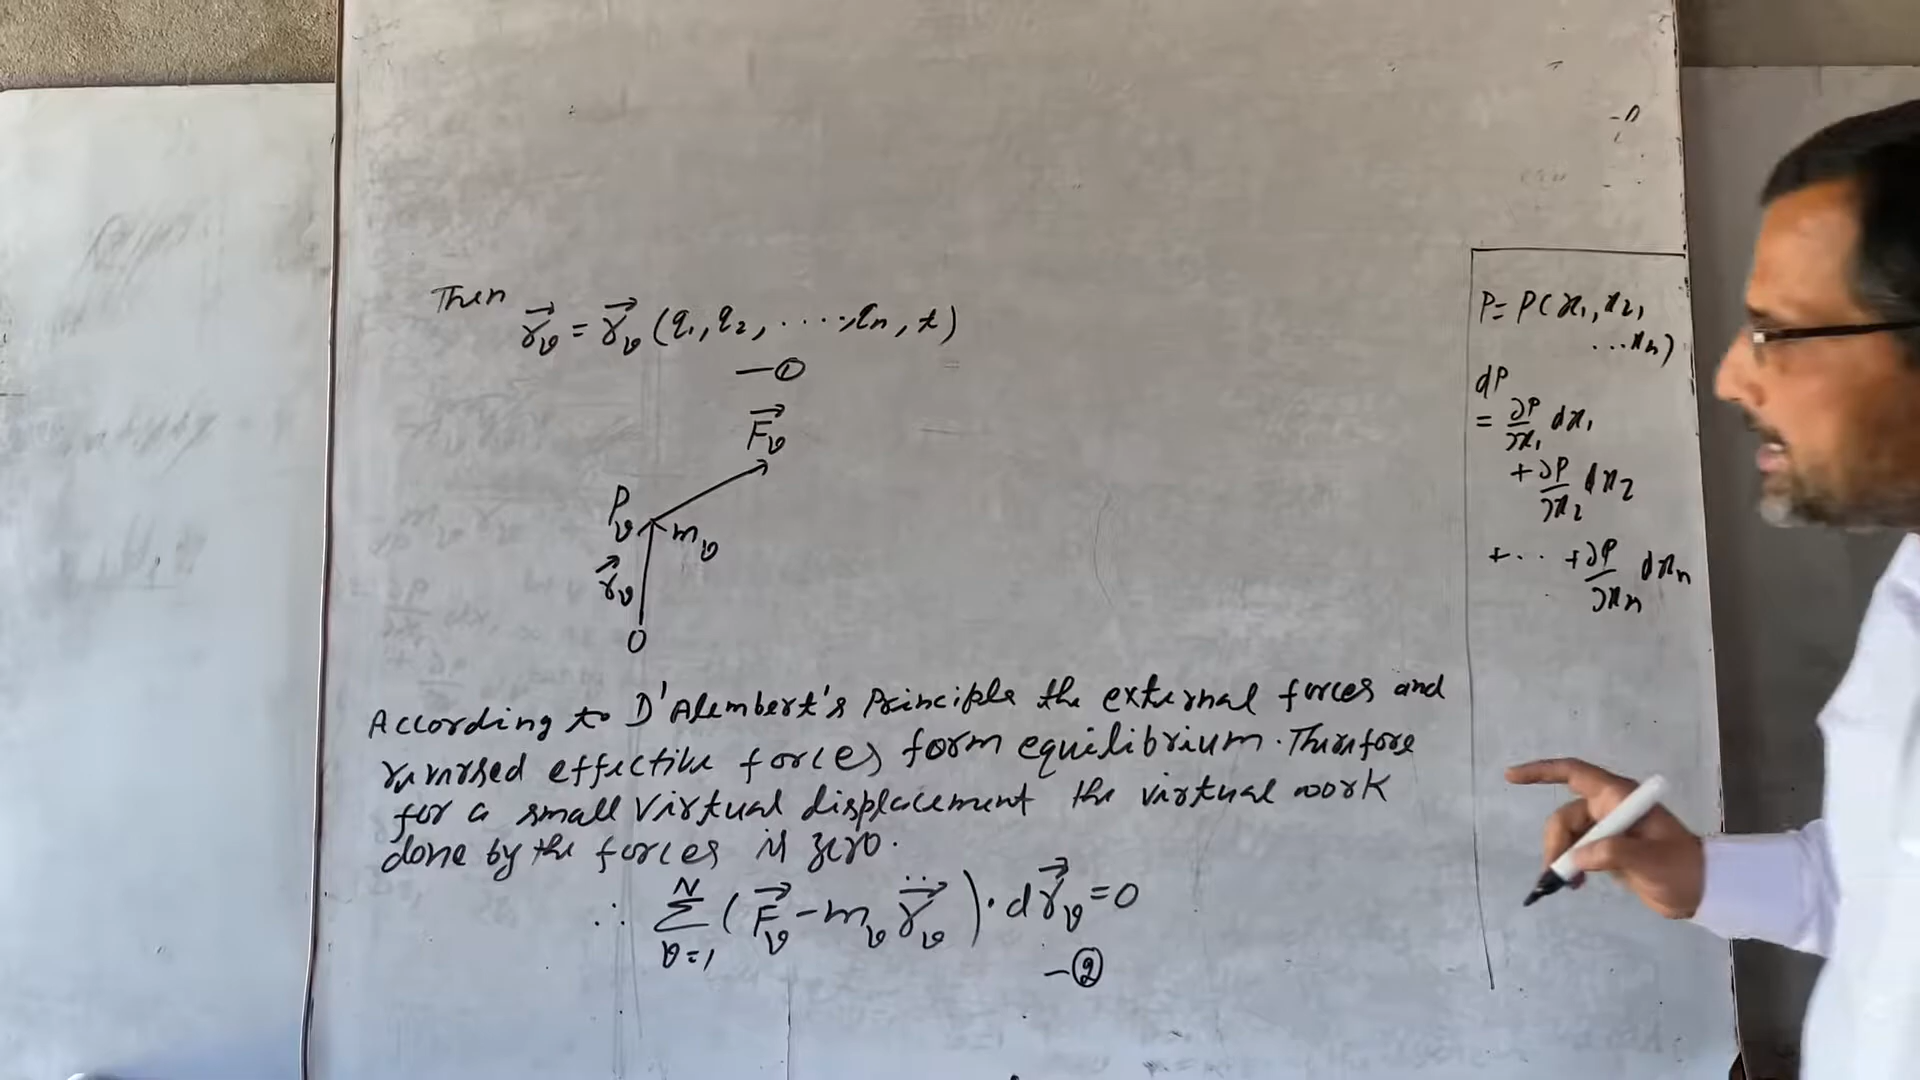 Then
r⃗ᵥ = r⃗ᵥ (q₁, q₂, ....., qₙ, t)
—①
F⃗ᵥ
Pᵥ
mᵥ
r⃗ᵥ
O
According to D'Alembert's Principle the external forces and
reversed effective forces form equilibrium. Therefore
for a small virtual displacement the virtual work
done by the forces is zero.
∴ Σᴺᵥ₌₁ (F⃗ᵥ - mᵥ r⃗̈ᵥ) · dr⃗ᵥ = 0
—②
P = P(x₁, x₂,
...xₙ)
dP
= ∂P/∂x₁ dx₁
+ ∂P/∂x₂ dx₂
+ ... + ∂P/∂xₙ dxₙ